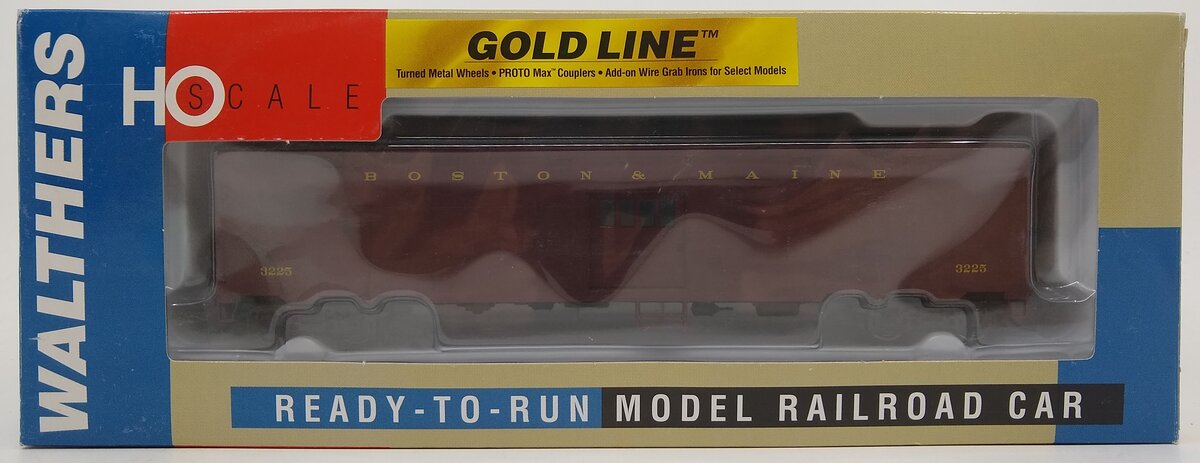 WALTHERS
HO SCALE
GOLD LINE™
Turned Metal Wheels • PROTO Max™ Couplers • Add-on Wire Grab Irons for Select Models
BOSTON & MAINE
3225 3225
READY-TO-RUN MODEL RAILROAD CAR